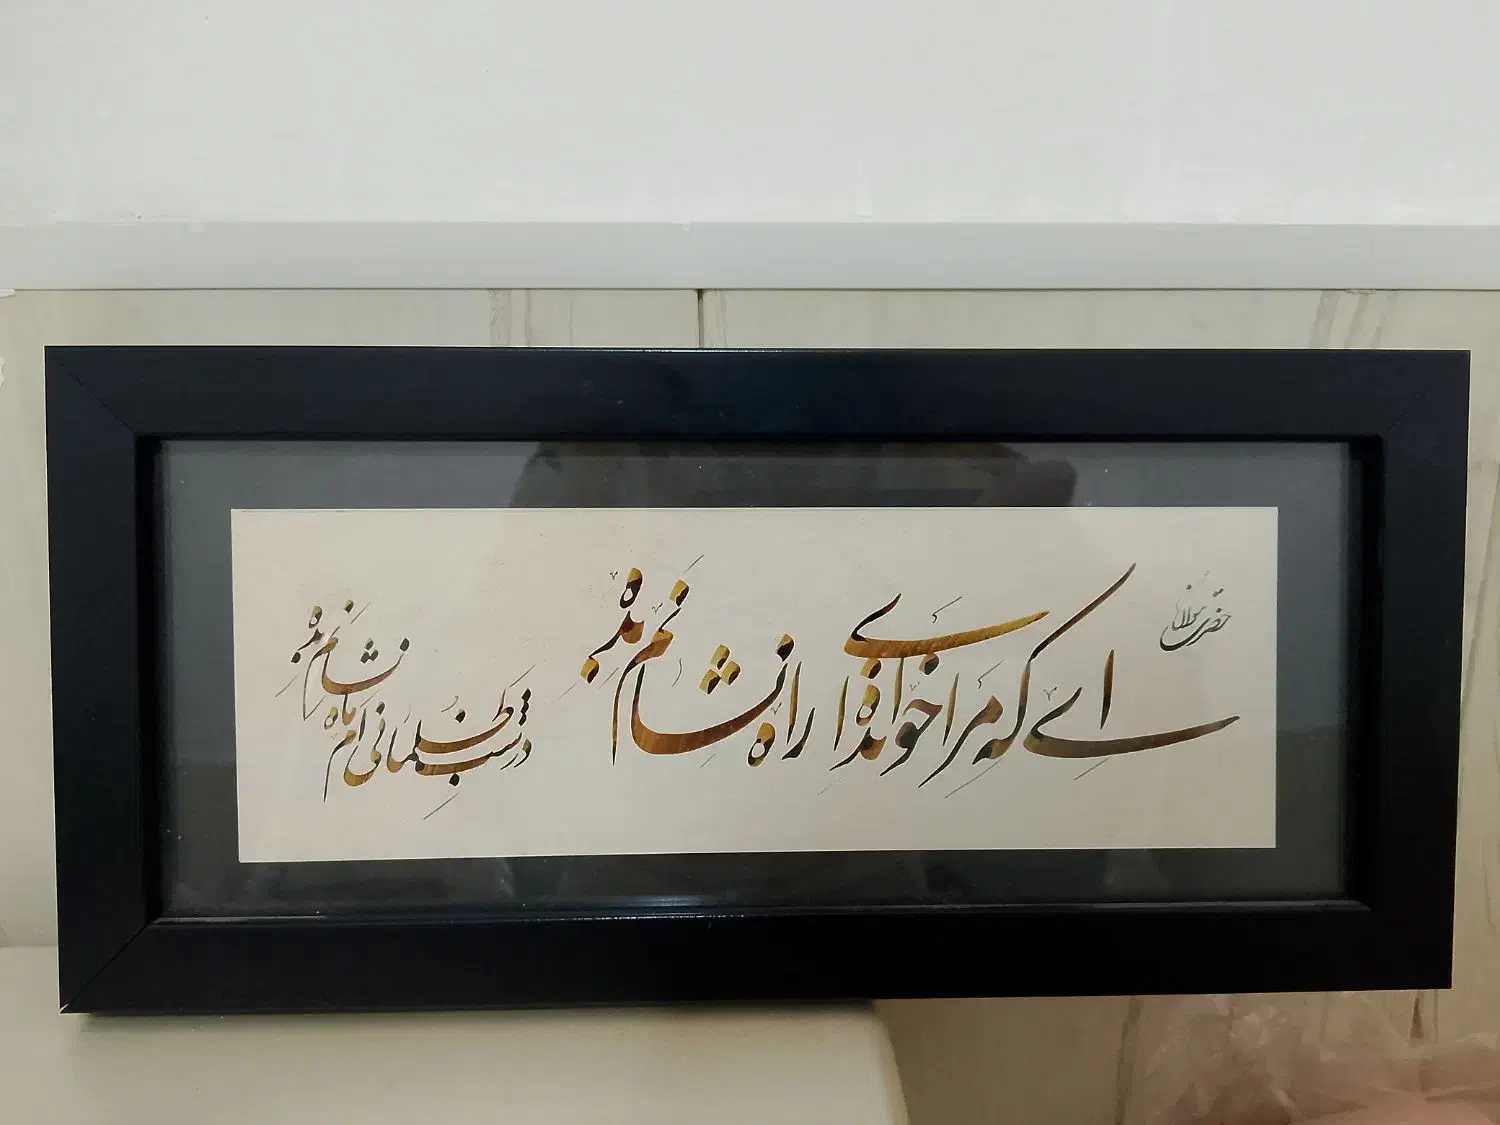 حضرت مولانا
ای که مرا خوانده ای راه نشانم بده
در شب ظلمانی ام ماه نشانم بده